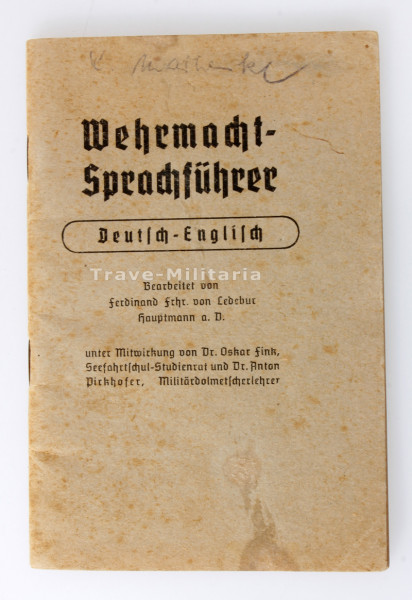 Wehrmacht-
Sprachführer
Deutsch-Englisch
Trave-Militaria
Bearbeitet von
Ferdinand Frhr. von Ledebur
Hauptmann a. D.
unter Mitwirkung von Dr. Oskar Fink,
Seefahrtschul-Studienrat und Dr. Anton
Pirkhofer, Militärdolmetscherlehrer